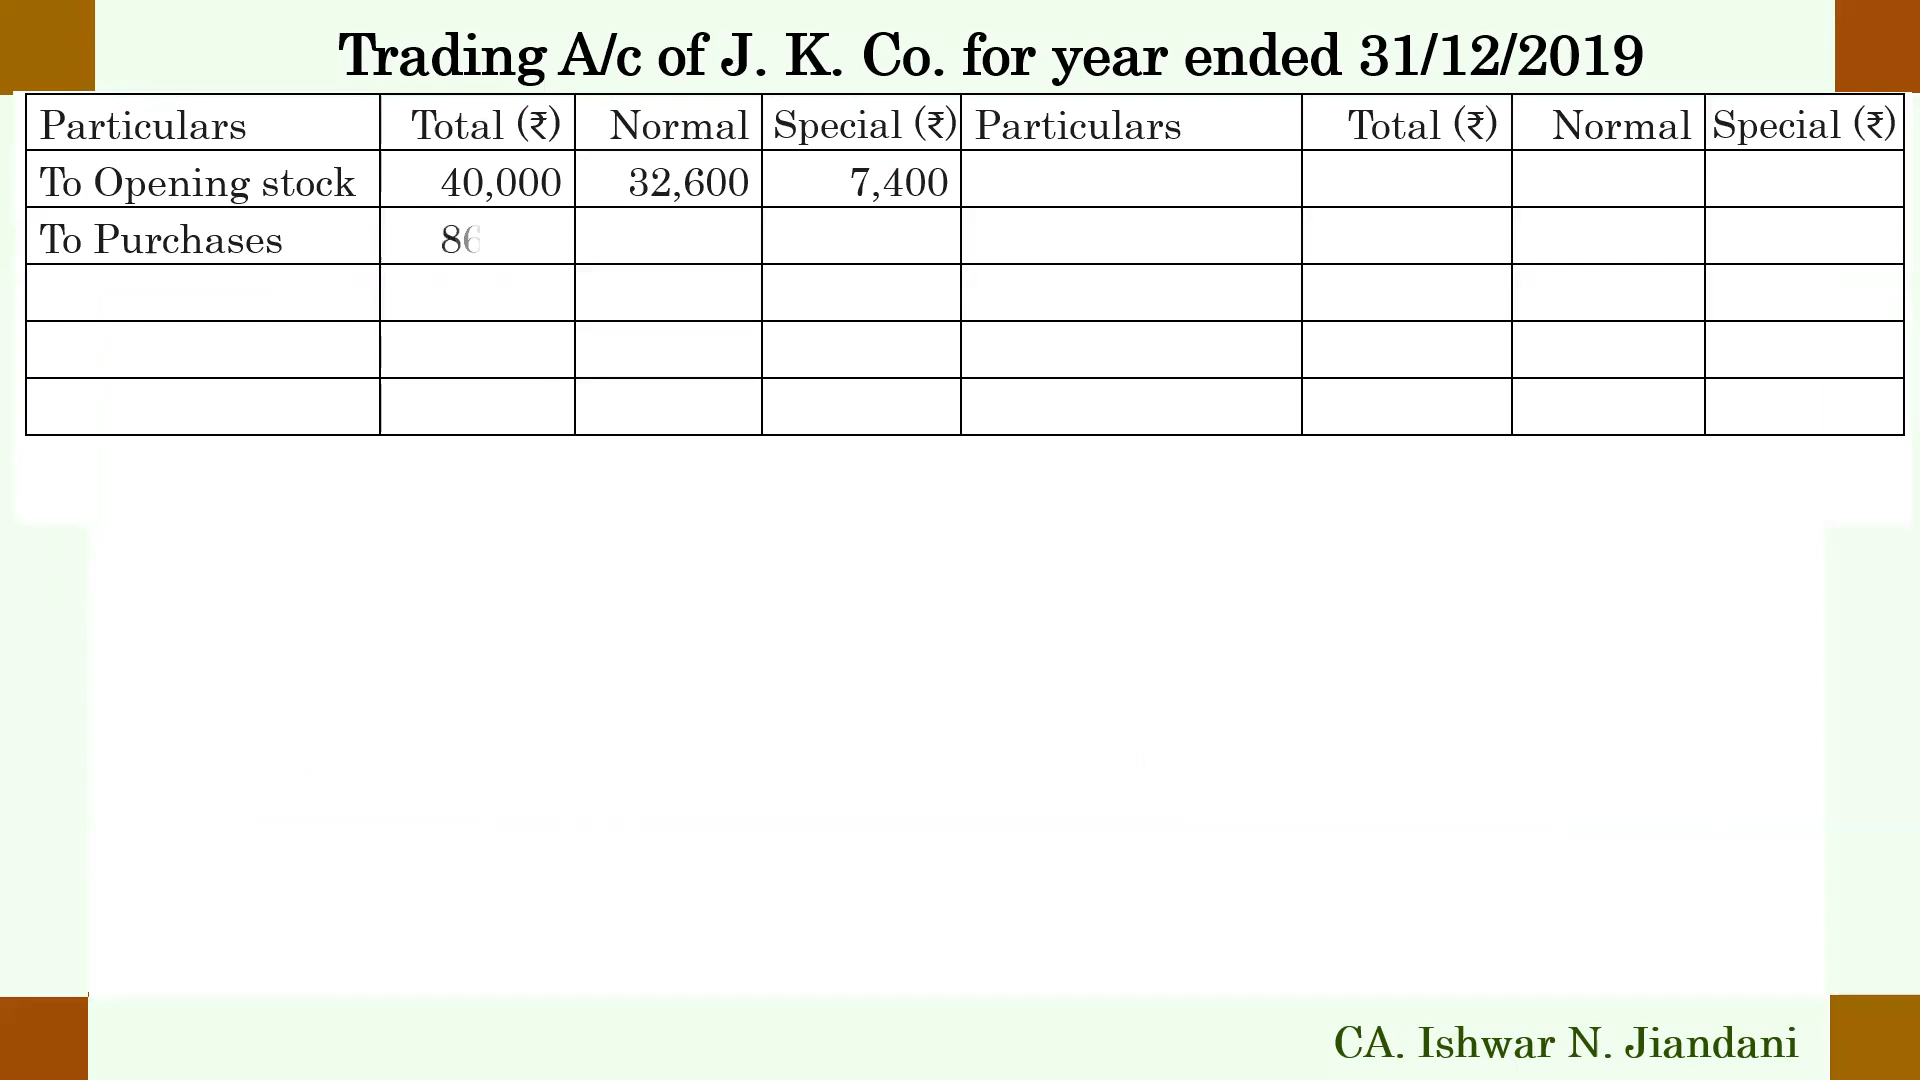 Trading A/c of J. K. Co. for year ended 31/12/2019
Particulars Total (₹) Normal Special (₹) Particulars Total (₹) Normal Special (₹)
To Opening stock 40,000 32,600 7,400
To Purchases 86
CA. Ishwar N. Jiandani